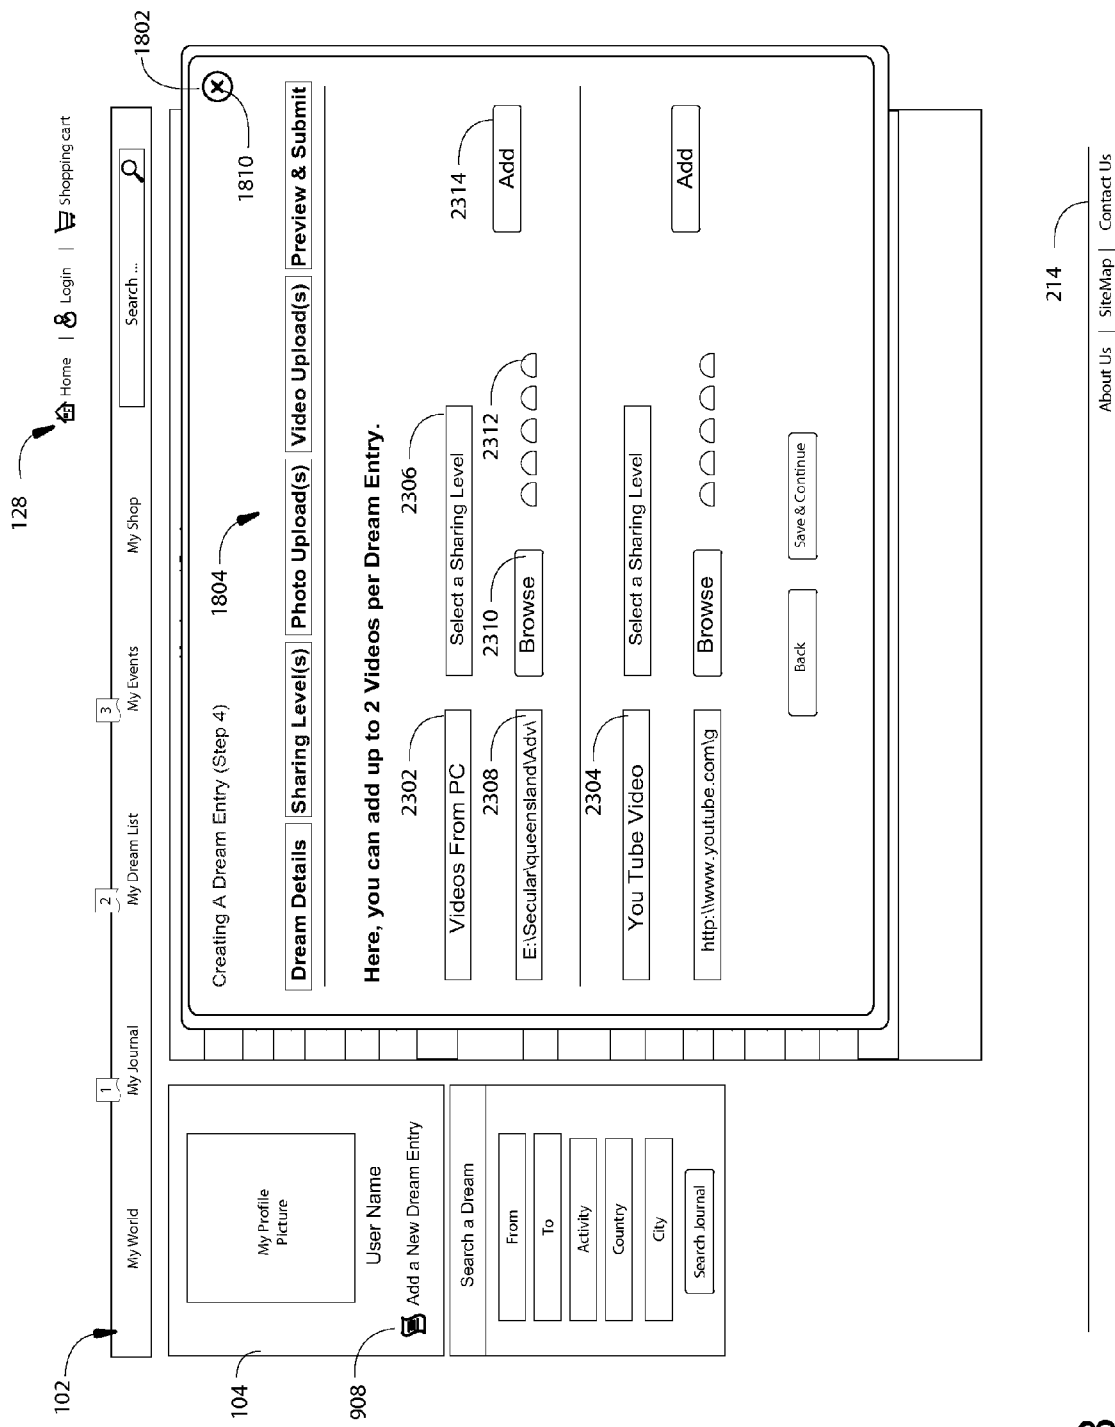 128
Home | Login | Shopping cart
102
My World
1
My Journal
2
My Dream List
3
My Events
My Shop
Search ...
1802
104
My Profile
Picture
User Name
908
Add a New Dream Entry
Search a Dream
From
To
Activity
Country
City
Search Journal
Creating A Dream Entry (Step 4)
1804
1810
Dream Details Sharing Level(s) Photo Upload(s) Video Upload(s) Preview & Submit
Here, you can add up to 2 Videos per Dream Entry.
2302
2306
2314
Videos From PC
Select a Sharing Level
Add
2308
2310
2312
E:\Secular\queensland\Adv\
Browse
2304
You Tube Video
Select a Sharing Level
Add
http:\\www.youtube.com\g
Browse
Back
Save & Continue
214
About Us | SiteMap | Contact Us